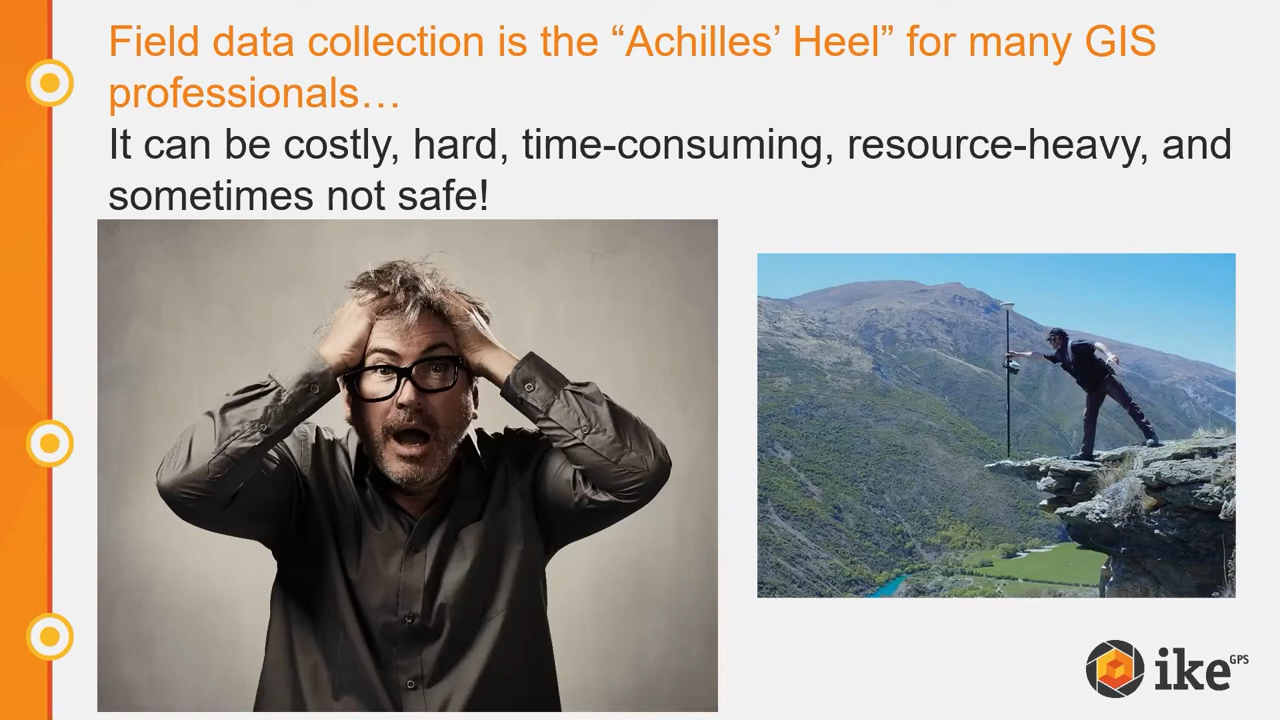 Field data collection is the “Achilles’ Heel” for many GIS
professionals…
It can be costly, hard, time-consuming, resource-heavy, and
sometimes not safe!
ike GPS